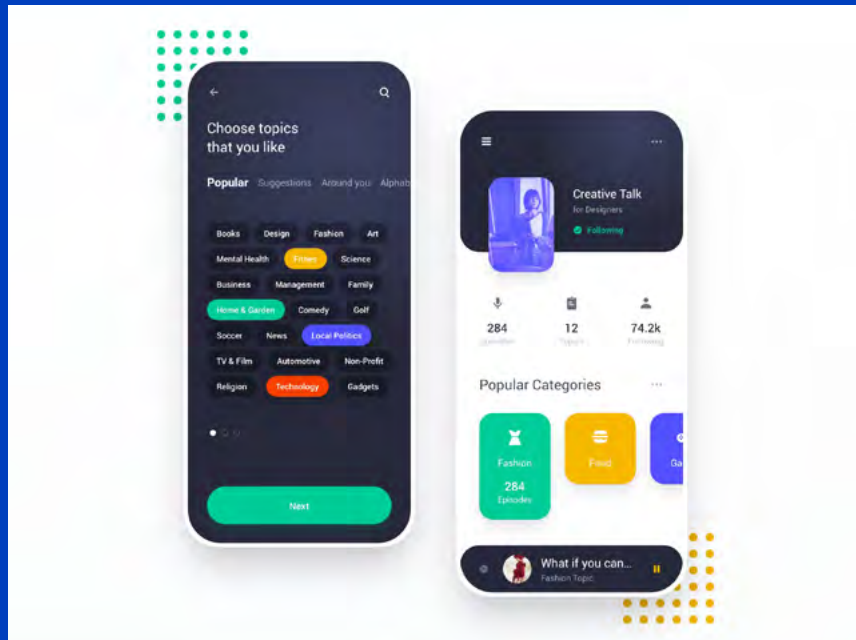 Choose topics
that you like
Popular Suggestions Around you Alphab
Books Design Fashion Art
Mental Health Fitnes Science
Business Management Family
Home & Garden Comedy Golf
Soccer News Local Politics
TV & Film Automotive Non-Profit
Religion Technology Gadgets
Next
Creative Talk
for Designers
Following
284 12 74.2k
Popular Categories
Fashion Food Ga
284
Episodes
What if you can...
Fashion Topic